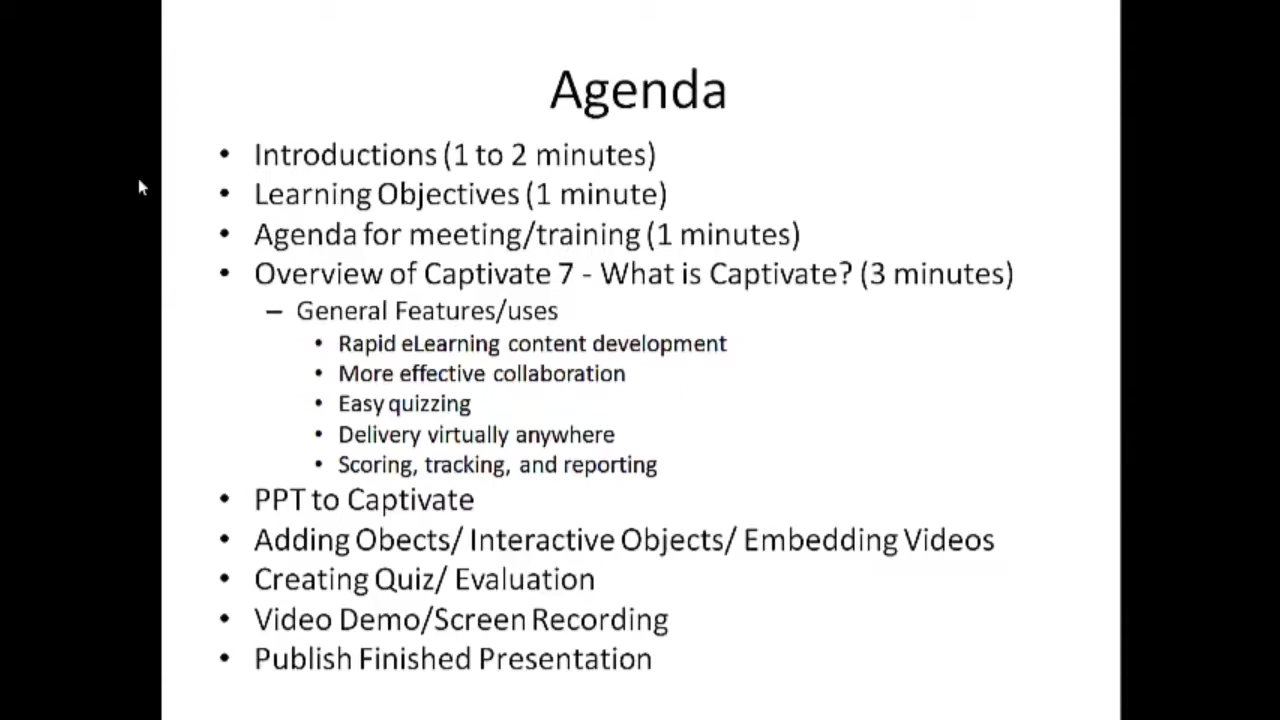 Agenda
• Introductions (1 to 2 minutes)
• Learning Objectives (1 minute)
• Agenda for meeting/training (1 minutes)
• Overview of Captivate 7 - What is Captivate? (3 minutes)
– General Features/uses
• Rapid eLearning content development
• More effective collaboration
• Easy quizzing
• Delivery virtually anywhere
• Scoring, tracking, and reporting
• PPT to Captivate
• Adding Obects/ Interactive Objects/ Embedding Videos
• Creating Quiz/ Evaluation
• Video Demo/Screen Recording
• Publish Finished Presentation